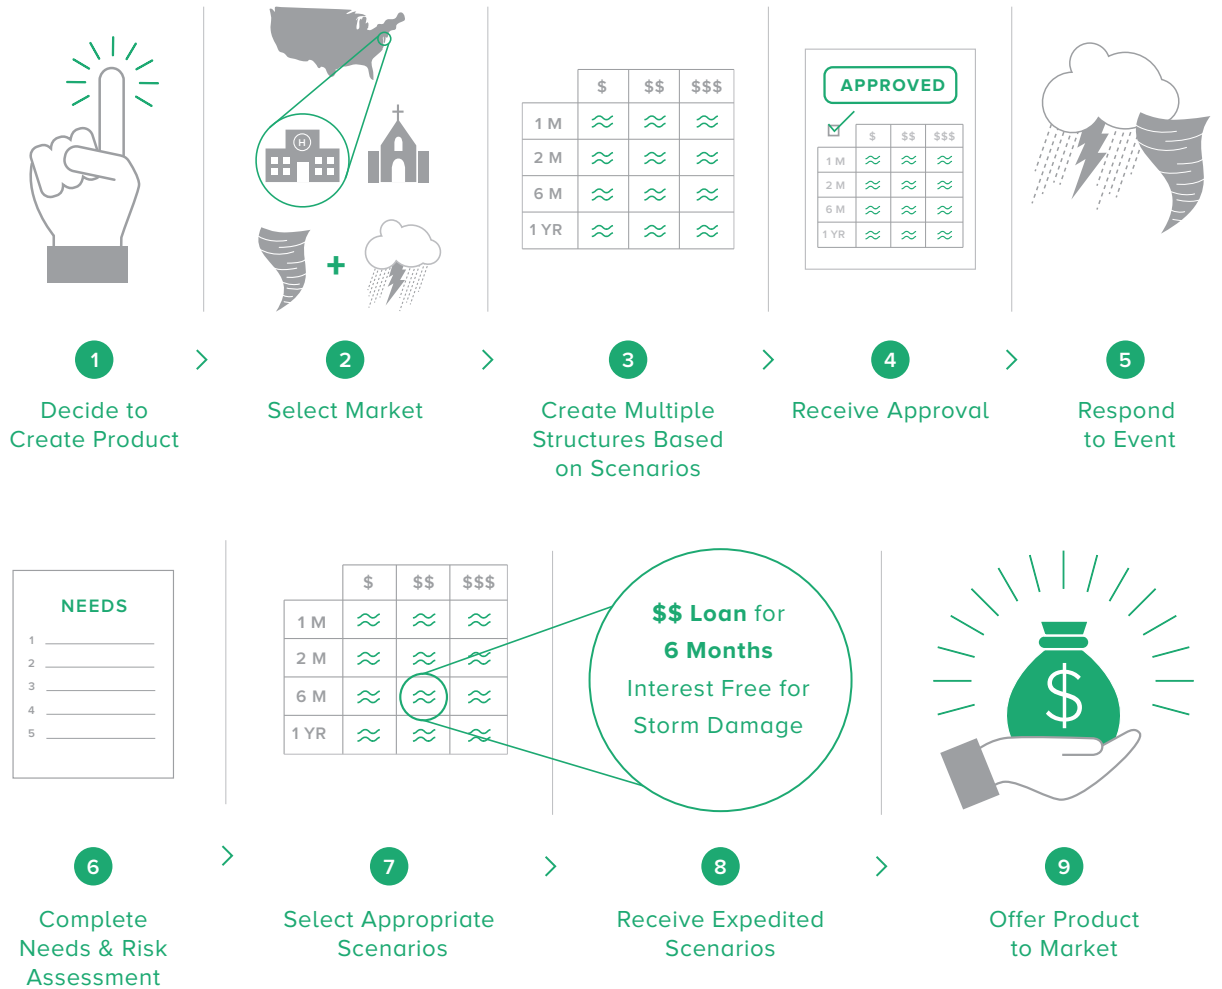 H
+
$ $$ $$$
1 M
2 M
6 M
1 YR
APPROVED
$ $$ $$$
1 M
2 M
6 M
1 YR
1
Decide to
Create Product
2
Select Market
3
Create Multiple
Structures Based
on Scenarios
4
Receive Approval
5
Respond
to Event
NEEDS
1
2
3
4
5
$ $$ $$$
1 M
2 M
6 M
1 YR
$$ Loan for
6 Months
Interest Free for
Storm Damage
$
6
Complete
Needs & Risk
Assessment
7
Select Appropriate
Scenarios
8
Receive Expedited
Scenarios
9
Offer Product
to Market